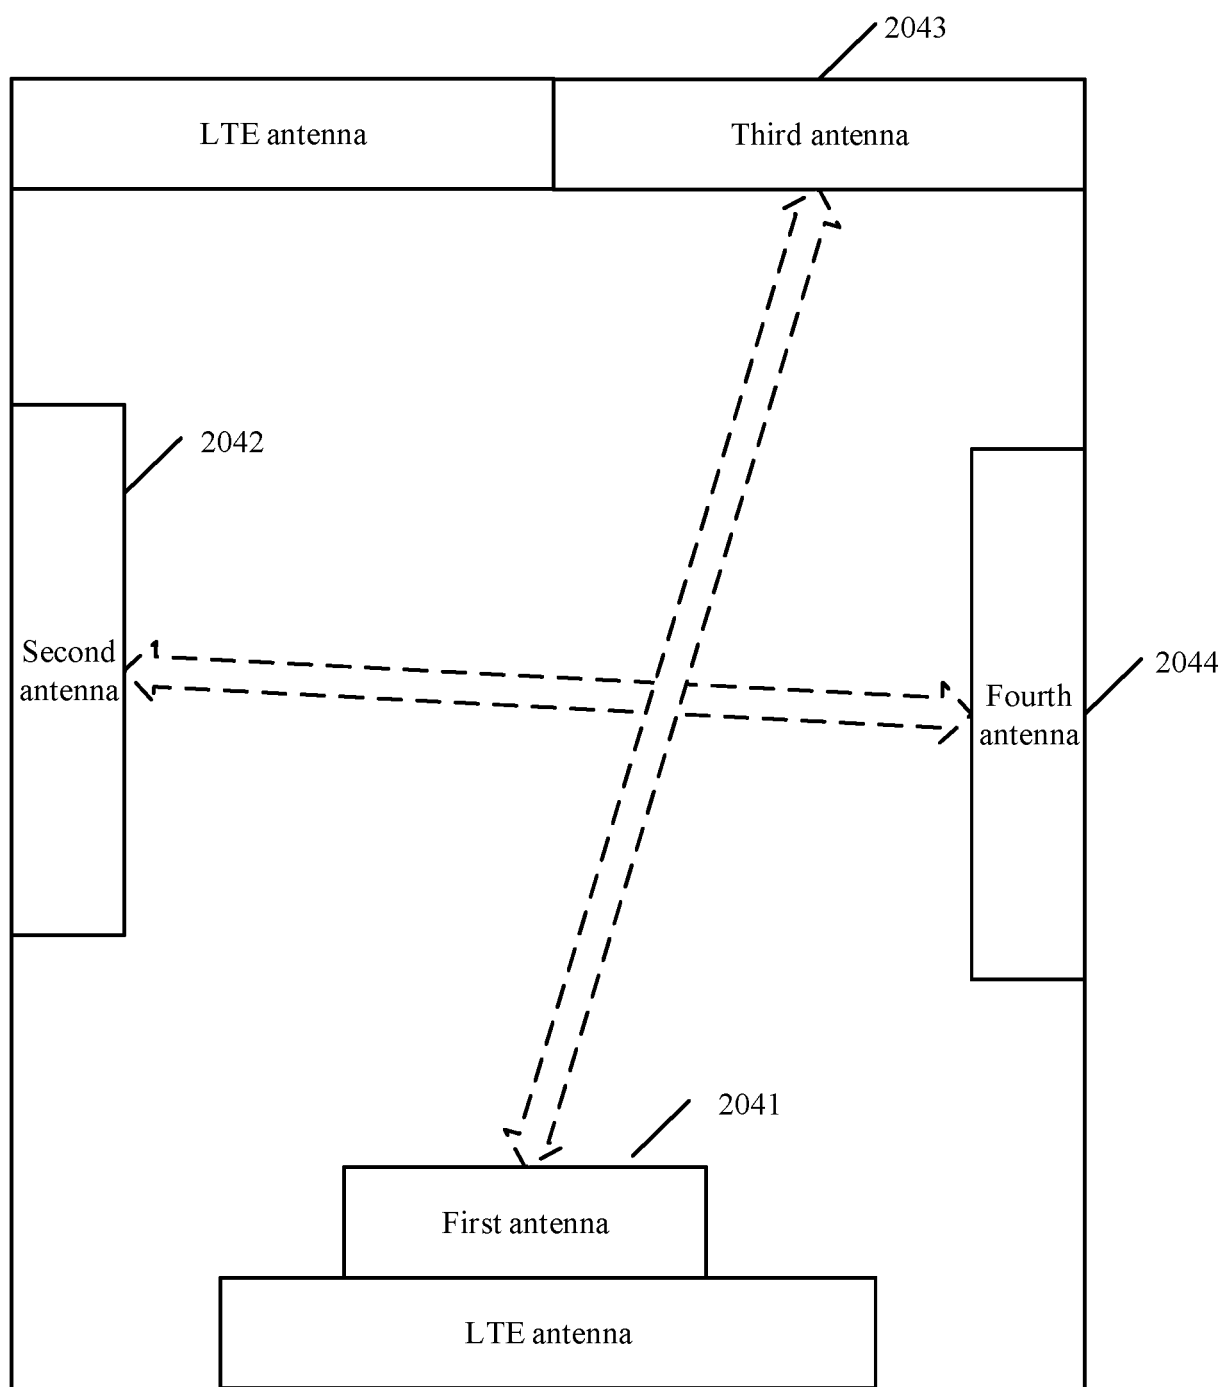 2043
LTE antenna
Third antenna
2042
Second
antenna
2044
Fourth
antenna
2041
First antenna
LTE antenna